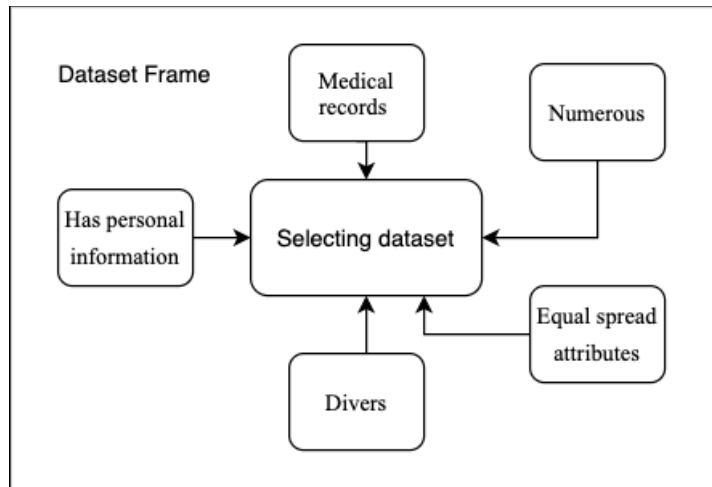 Dataset Frame
Medical
records
Numerous
Has personal
information
Selecting dataset
Equal spread
attributes
Divers